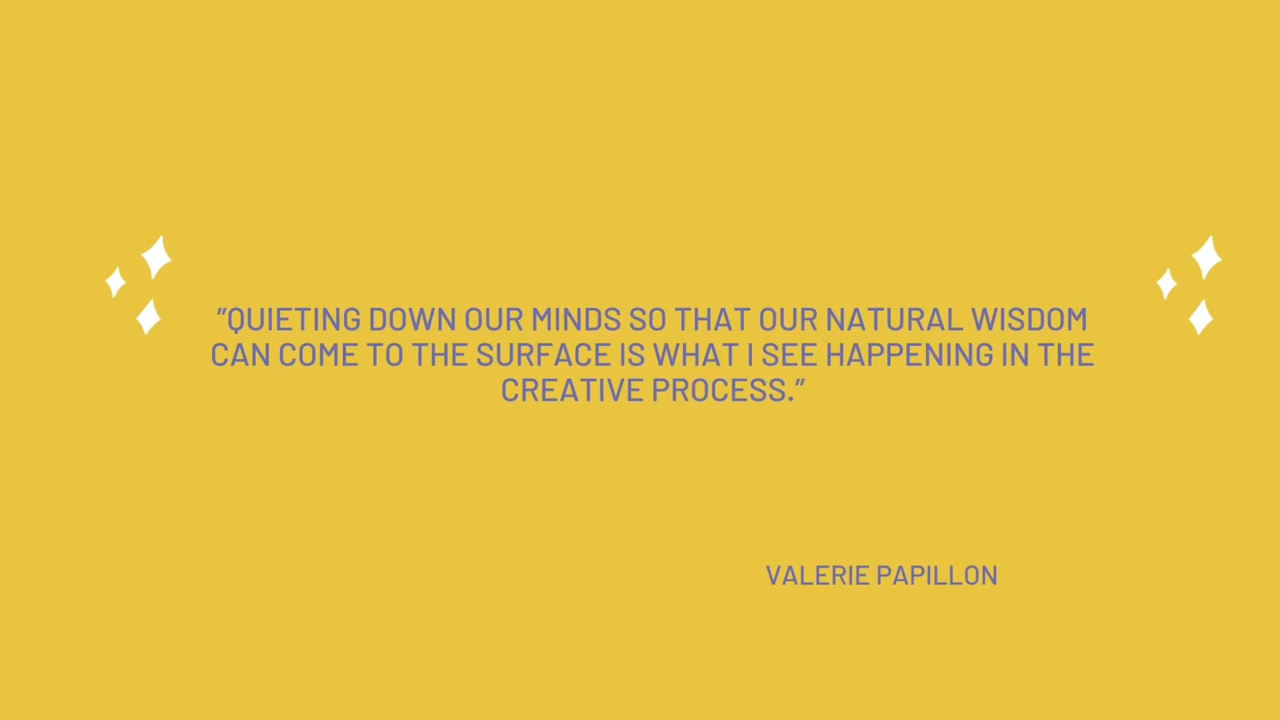 "QUIETING DOWN OUR MINDS SO THAT OUR NATURAL WISDOM
CAN COME TO THE SURFACE IS WHAT I SEE HAPPENING IN THE
CREATIVE PROCESS."
VALERIE PAPILLON